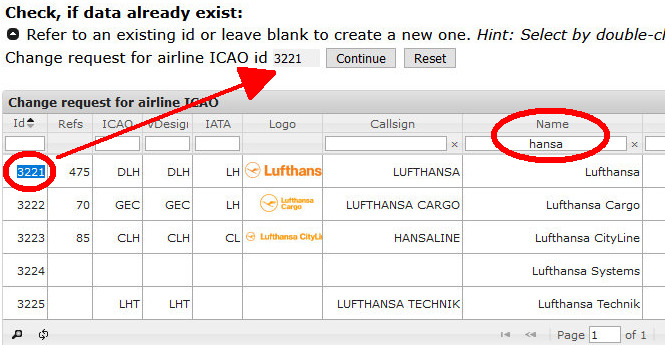 Check, if data already exist:
Refer to an existing id or leave blank to create a new one. Hint: Select by double-c
Change request for airline ICAO id 3221 Continue Reset
Change request for airline ICAO
Id Refs ICAO VDesig IATA Logo Callsign Name
× hansa ×
3221 475 DLH DLH LH Lufthans LUFTHANSA Lufthansa
3222 70 GEC GEC LH Lufthansa Cargo LUFTHANSA CARGO Lufthansa Cargo
3223 85 CLH CLH CL Lufthansa CityLi HANSALINE Lufthansa CityLine
3224 Lufthansa Systems
3225 LHT LHT LUFTHANSA TECHNIK Lufthansa Technik
Page 1 of 1